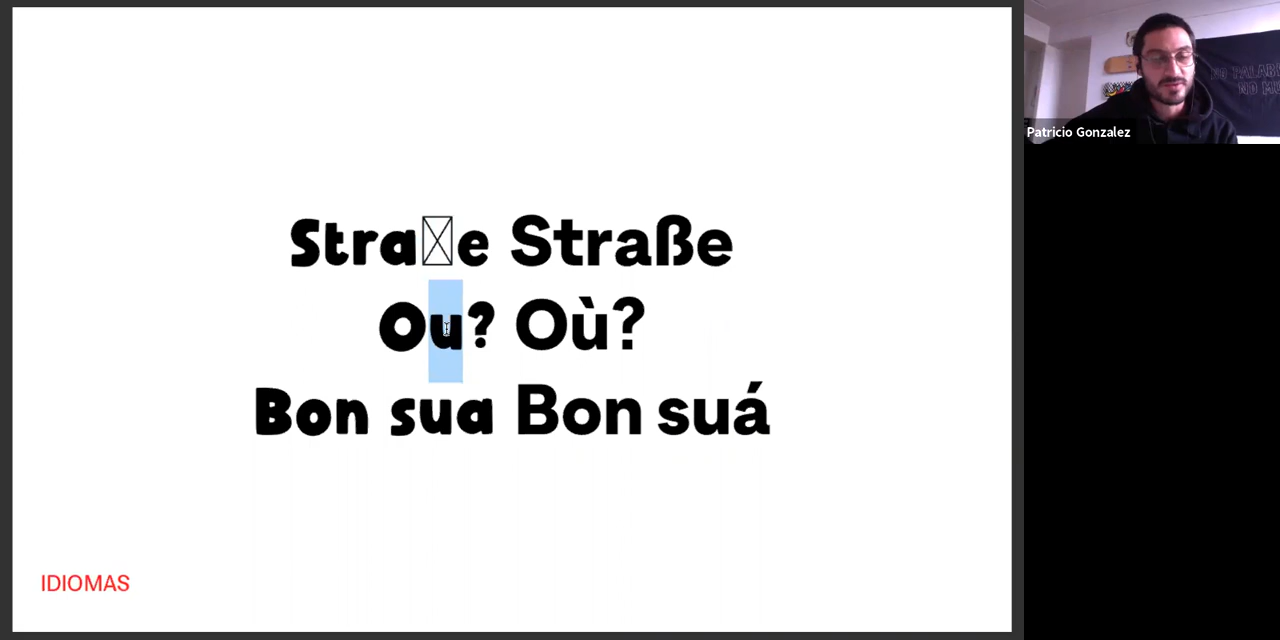 Stra☒e Straße
Ou? Où?
Bon sua Bon suá
IDIOMAS
Patricio Gonzalez